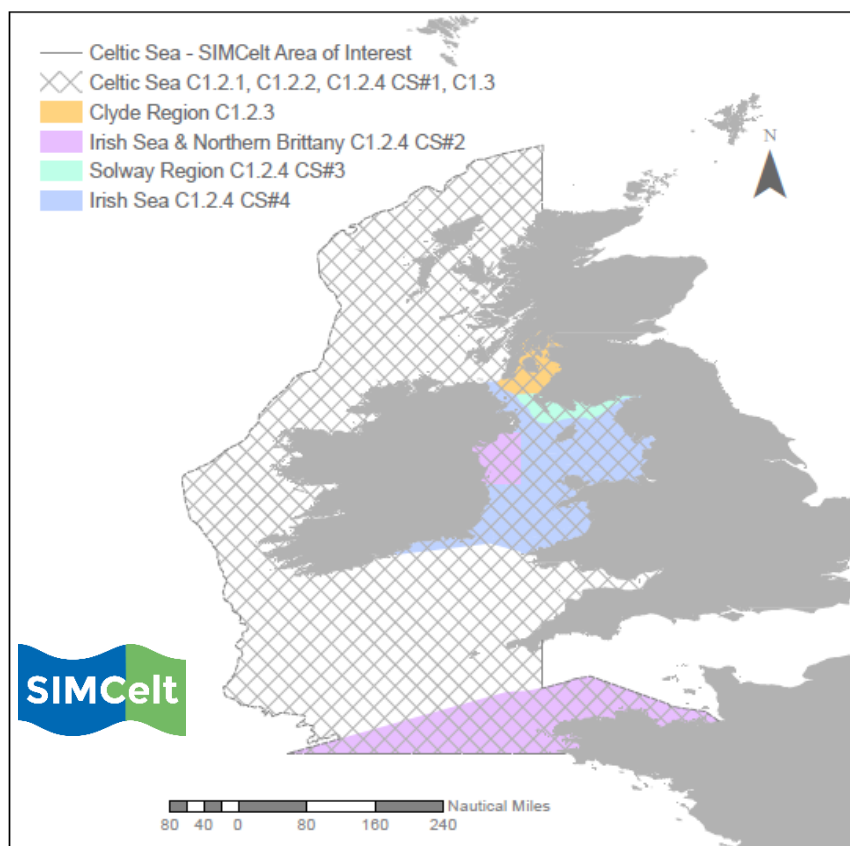 Celtic Sea - SIMCelt Area of Interest
Celtic Sea C1.2.1, C1.2.2, C1.2.4 CS#1, C1.3
Clyde Region C1.2.3
Irish Sea & Northern Brittany C1.2.4 CS#2
Solway Region C1.2.4 CS#3
Irish Sea C1.2.4 CS#4
N
SIMCelt
Nautical Miles
80 40 0 80 160 240